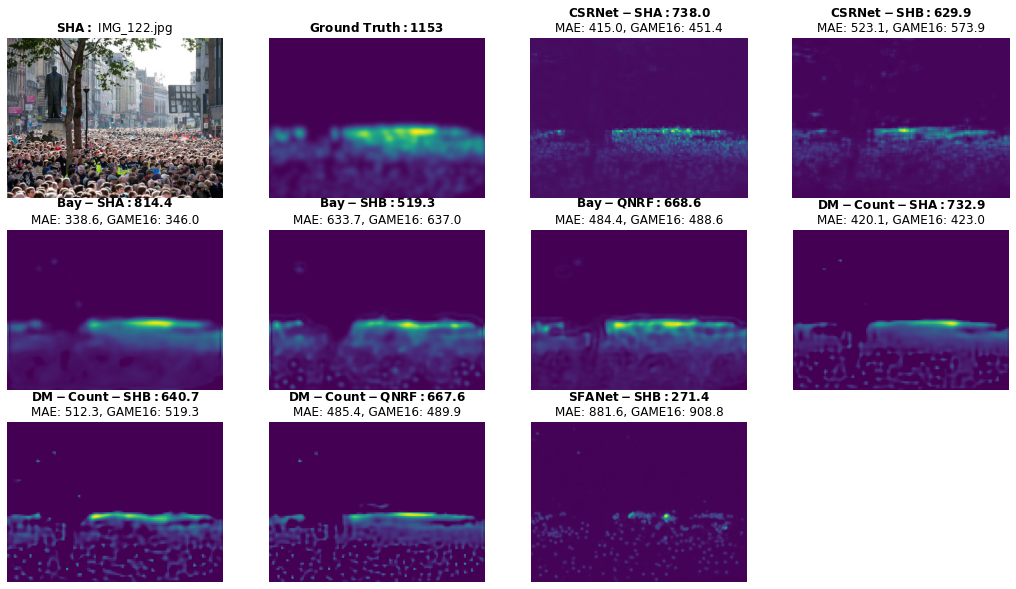 SHA: IMG_122.jpg
Ground Truth: 1153
CSRNet-SHA: 738.0
MAE: 415.0, GAME16: 451.4
CSRNet-SHB: 629.9
MAE: 523.1, GAME16: 573.9
Bay-SHA: 814.4
MAE: 338.6, GAME16: 346.0
Bay-SHB: 519.3
MAE: 633.7, GAME16: 637.0
Bay-QNRF: 668.6
MAE: 484.4, GAME16: 488.6
DM-Count-SHA: 732.9
MAE: 420.1, GAME16: 423.0
DM-Count-SHB: 640.7
MAE: 512.3, GAME16: 519.3
DM-Count-QNRF: 667.6
MAE: 485.4, GAME16: 489.9
SFANet-SHB: 271.4
MAE: 881.6, GAME16: 908.8